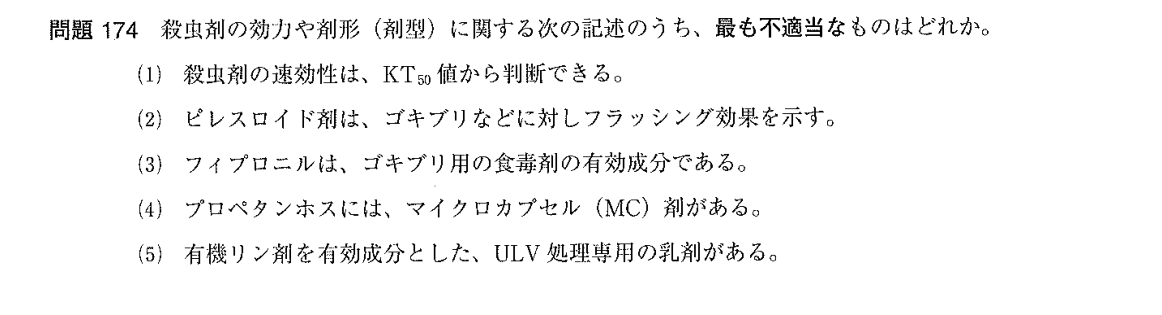 問題 174　殺虫剤の効力や剤形（剤型）に関する次の記述のうち、最も不適当なものはどれか。
(1)　殺虫剤の速効性は、KT₅₀ 値から判断できる。
(2)　ピレスロイド剤は、ゴキブリなどに対しフラッシング効果を示す。
(3)　フィプロニルは、ゴキブリ用の食毒剤の有効成分である。
(4)　プロペタンホスには、マイクロカプセル（MC）剤がある。
(5)　有機リン剤を有効成分とした、ULV 処理専用の乳剤がある。